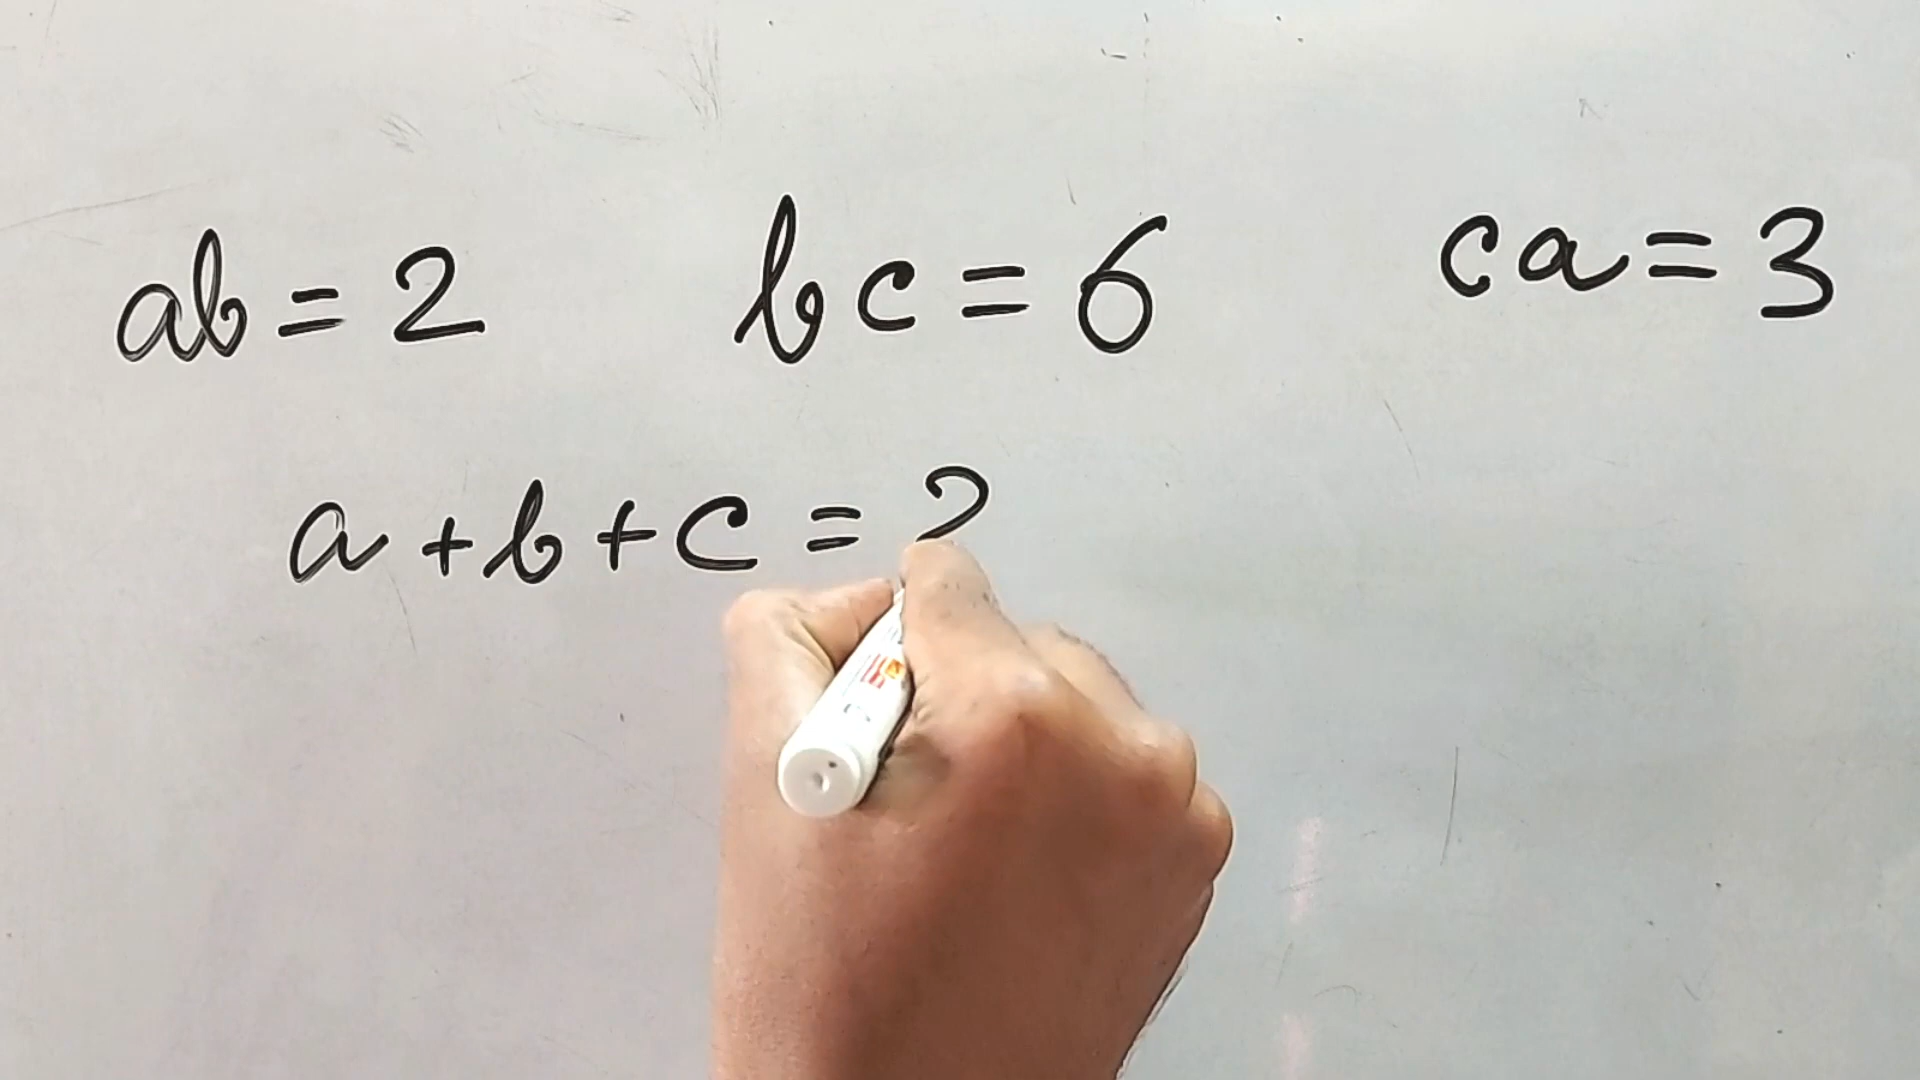 ab = 2 bc = 6 ca = 3
a + b + c = ?